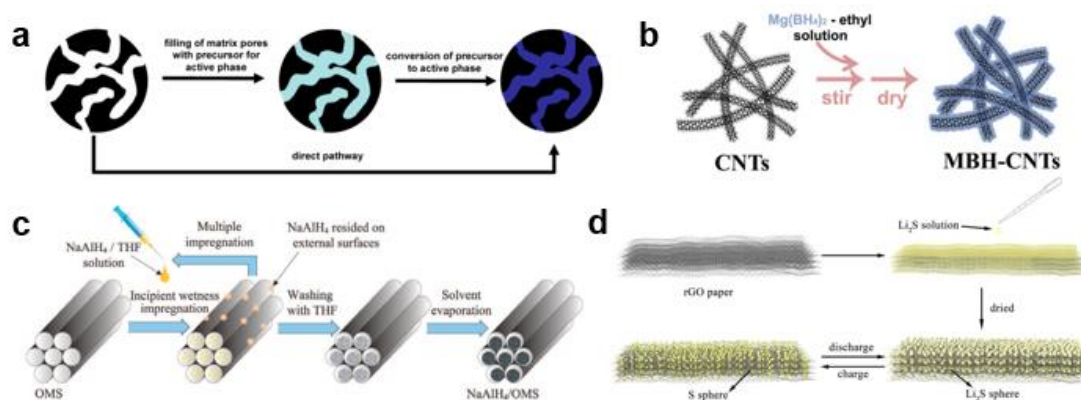 a
filling of matrix pores
with precursor for
active phase
conversion of precursor
to active phase
direct pathway
b
Mg(BH₄)₂ - ethyl
solution
stir
dry
CNTs
MBH-CNTs
c
NaAlH₄ / THF
solution
Multiple
impregnation
NaAlH₄ resided on
external surfaces
Incipient wetness
impregnation
Washing
with THF
Solvent
evaporation
OMS
NaAlH₄/OMS
d
Li₂S solution
rGO paper
dried
discharge
charge
S sphere
Li₂S sphere